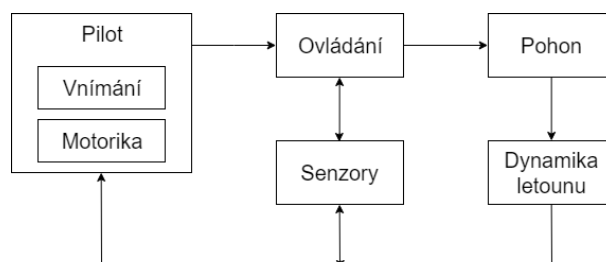 Pilot
Vnímání
Motorika
Ovládání
Pohon
Senzory
Dynamika
letounu